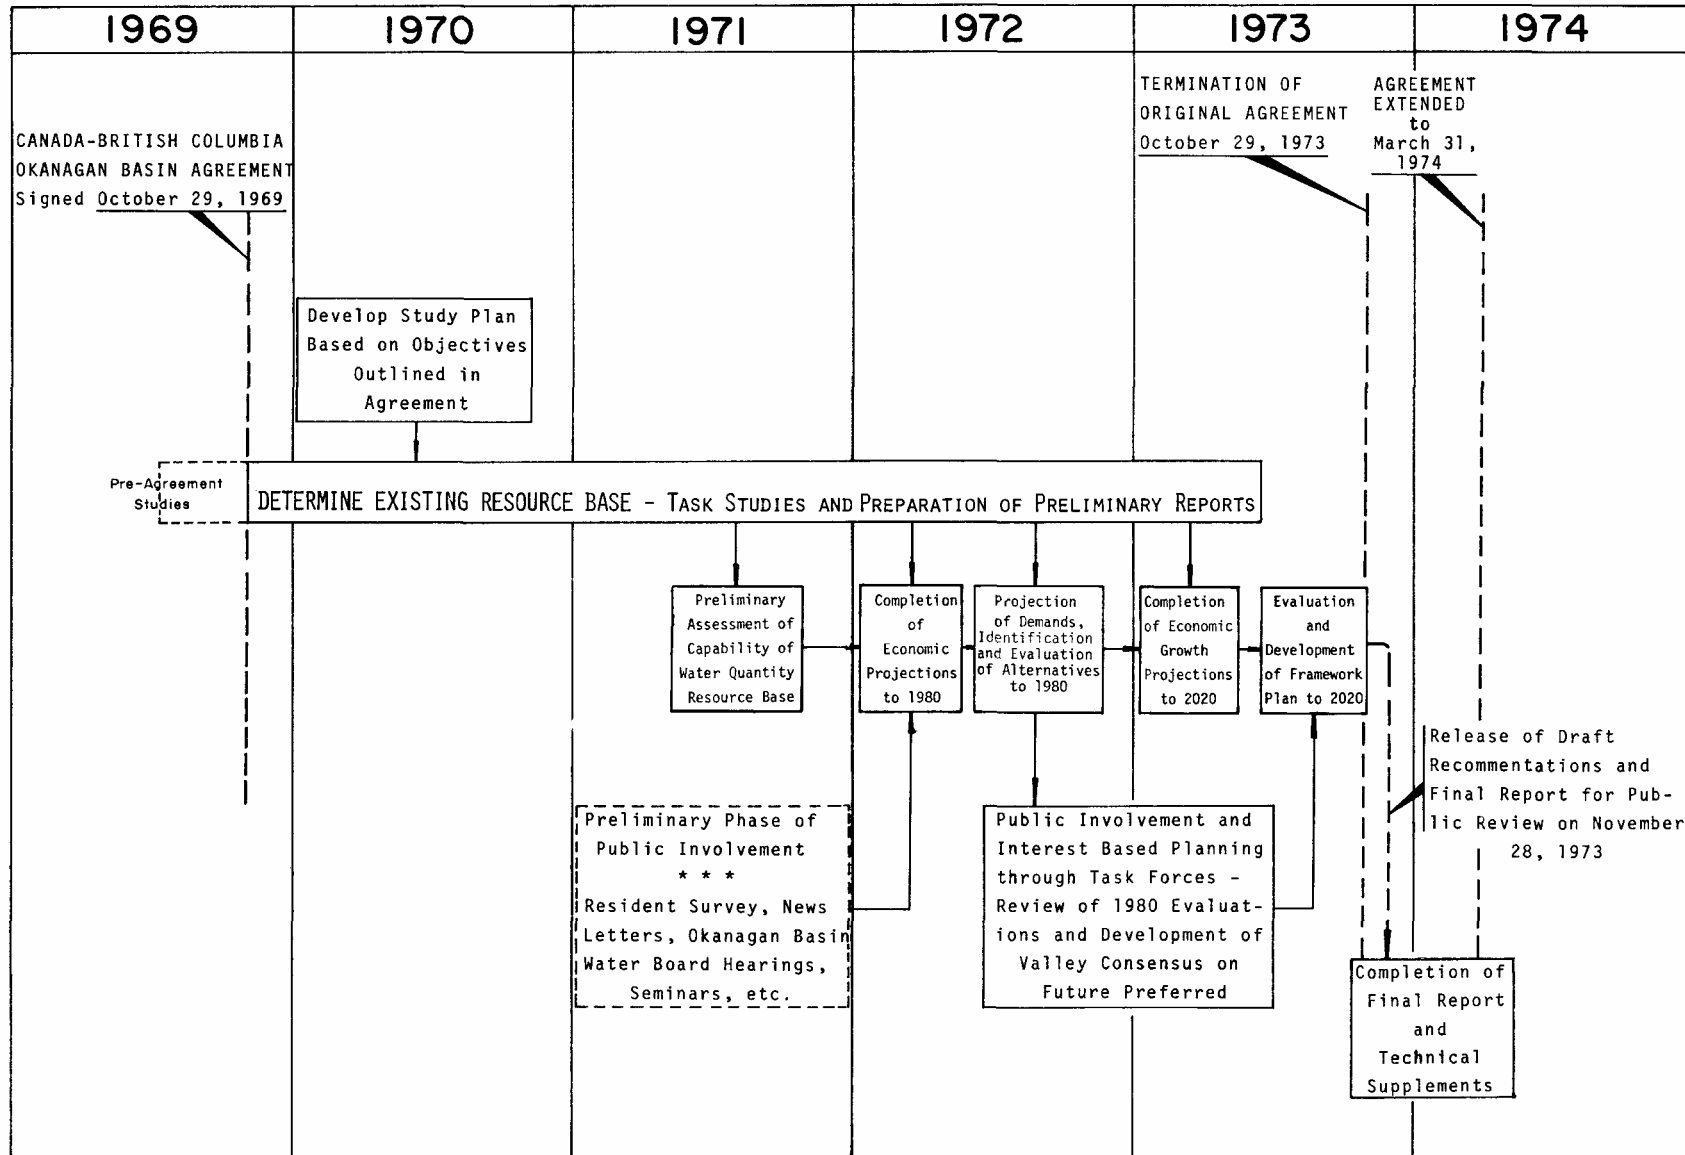 1969
1970
1971
1972
1973
1974
CANADA-BRITISH COLUMBIA
OKANAGAN BASIN AGREEMENT
Signed October 29, 1969
TERMINATION OF
ORIGINAL AGREEMENT
October 29, 1973
AGREEMENT
EXTENDED
to
March 31,
1974
Develop Study Plan
Based on Objectives
Outlined in
Agreement
Pre-Agreement
Studies
DETERMINE EXISTING RESOURCE BASE - TASK STUDIES AND PREPARATION OF PRELIMINARY REPORTS
Preliminary
Assessment of
Capability of
Water Quantity
Resource Base
Completion
of
Economic
Projections
to 1980
Projection
of Demands,
Identification
and Evaluation
of Alternatives
to 1980
Completion
of Economic
Growth
Projections
to 2020
Evaluation
and
Development
of Framework
Plan to 2020
Release of Draft
Recommentations and
Final Report for Pub-
lic Review on November
28, 1973
Preliminary Phase of
Public Involvement
* * *
Resident Survey, News
Letters, Okanagan Basin
Water Board Hearings,
Seminars, etc.
Public Involvement and
Interest Based Planning
through Task Forces -
Review of 1980 Evaluat-
ions and Development of
Valley Consensus on
Future Preferred
Completion of
Final Report
and
Technical
Supplements